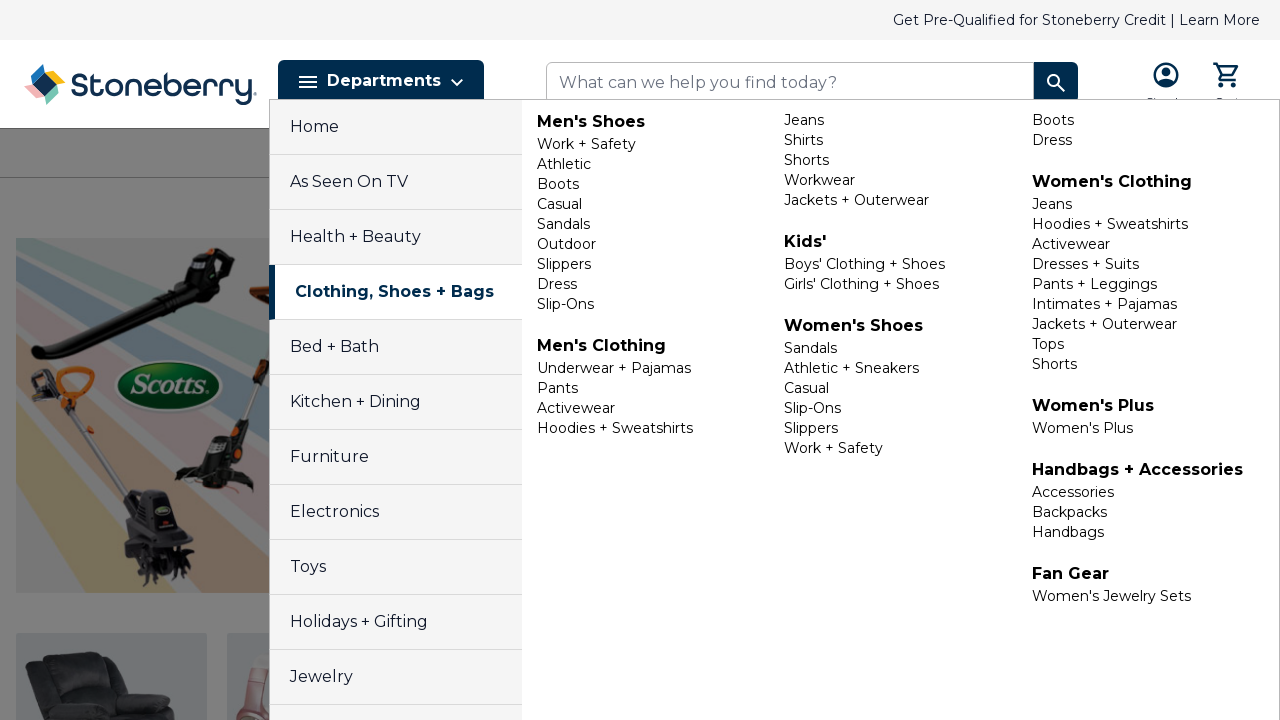 Get Pre-Qualified for Stoneberry Credit | Learn More
Stoneberry
Departments
What can we help you find today?
Home
As Seen On TV
Health + Beauty
Clothing, Shoes + Bags
Bed + Bath
Kitchen + Dining
Furniture
Electronics
Toys
Holidays + Gifting
Jewelry
Men's Shoes
Work + Safety
Athletic
Boots
Casual
Sandals
Outdoor
Slippers
Dress
Slip-Ons
Men's Clothing
Underwear + Pajamas
Pants
Activewear
Hoodies + Sweatshirts
Jeans
Shirts
Shorts
Workwear
Jackets + Outerwear
Kids'
Boys' Clothing + Shoes
Girls' Clothing + Shoes
Women's Shoes
Sandals
Athletic + Sneakers
Casual
Slip-Ons
Slippers
Work + Safety
Boots
Dress
Women's Clothing
Jeans
Hoodies + Sweatshirts
Activewear
Dresses + Suits
Pants + Leggings
Intimates + Pajamas
Jackets + Outerwear
Tops
Shorts
Women's Plus
Women's Plus
Handbags + Accessories
Accessories
Backpacks
Handbags
Fan Gear
Women's Jewelry Sets
Scotts